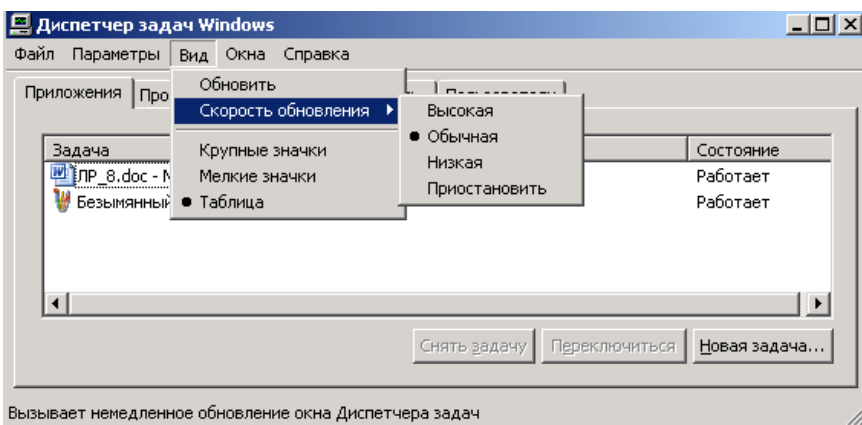 Диспетчер задач Windows
Файл Параметры Вид Окна Справка
Приложения Про
Обновить
Скорость обновления
Крупные значки
Мелкие значки
Таблица
Высокая
Обычная
Низкая
Приостановить
Задача Состояние
ЛР_8.doc - Работает
Безымянный Работает
Снять задачу Переключиться Новая задача...
Вызывает немедленное обновление окна Диспетчера задач